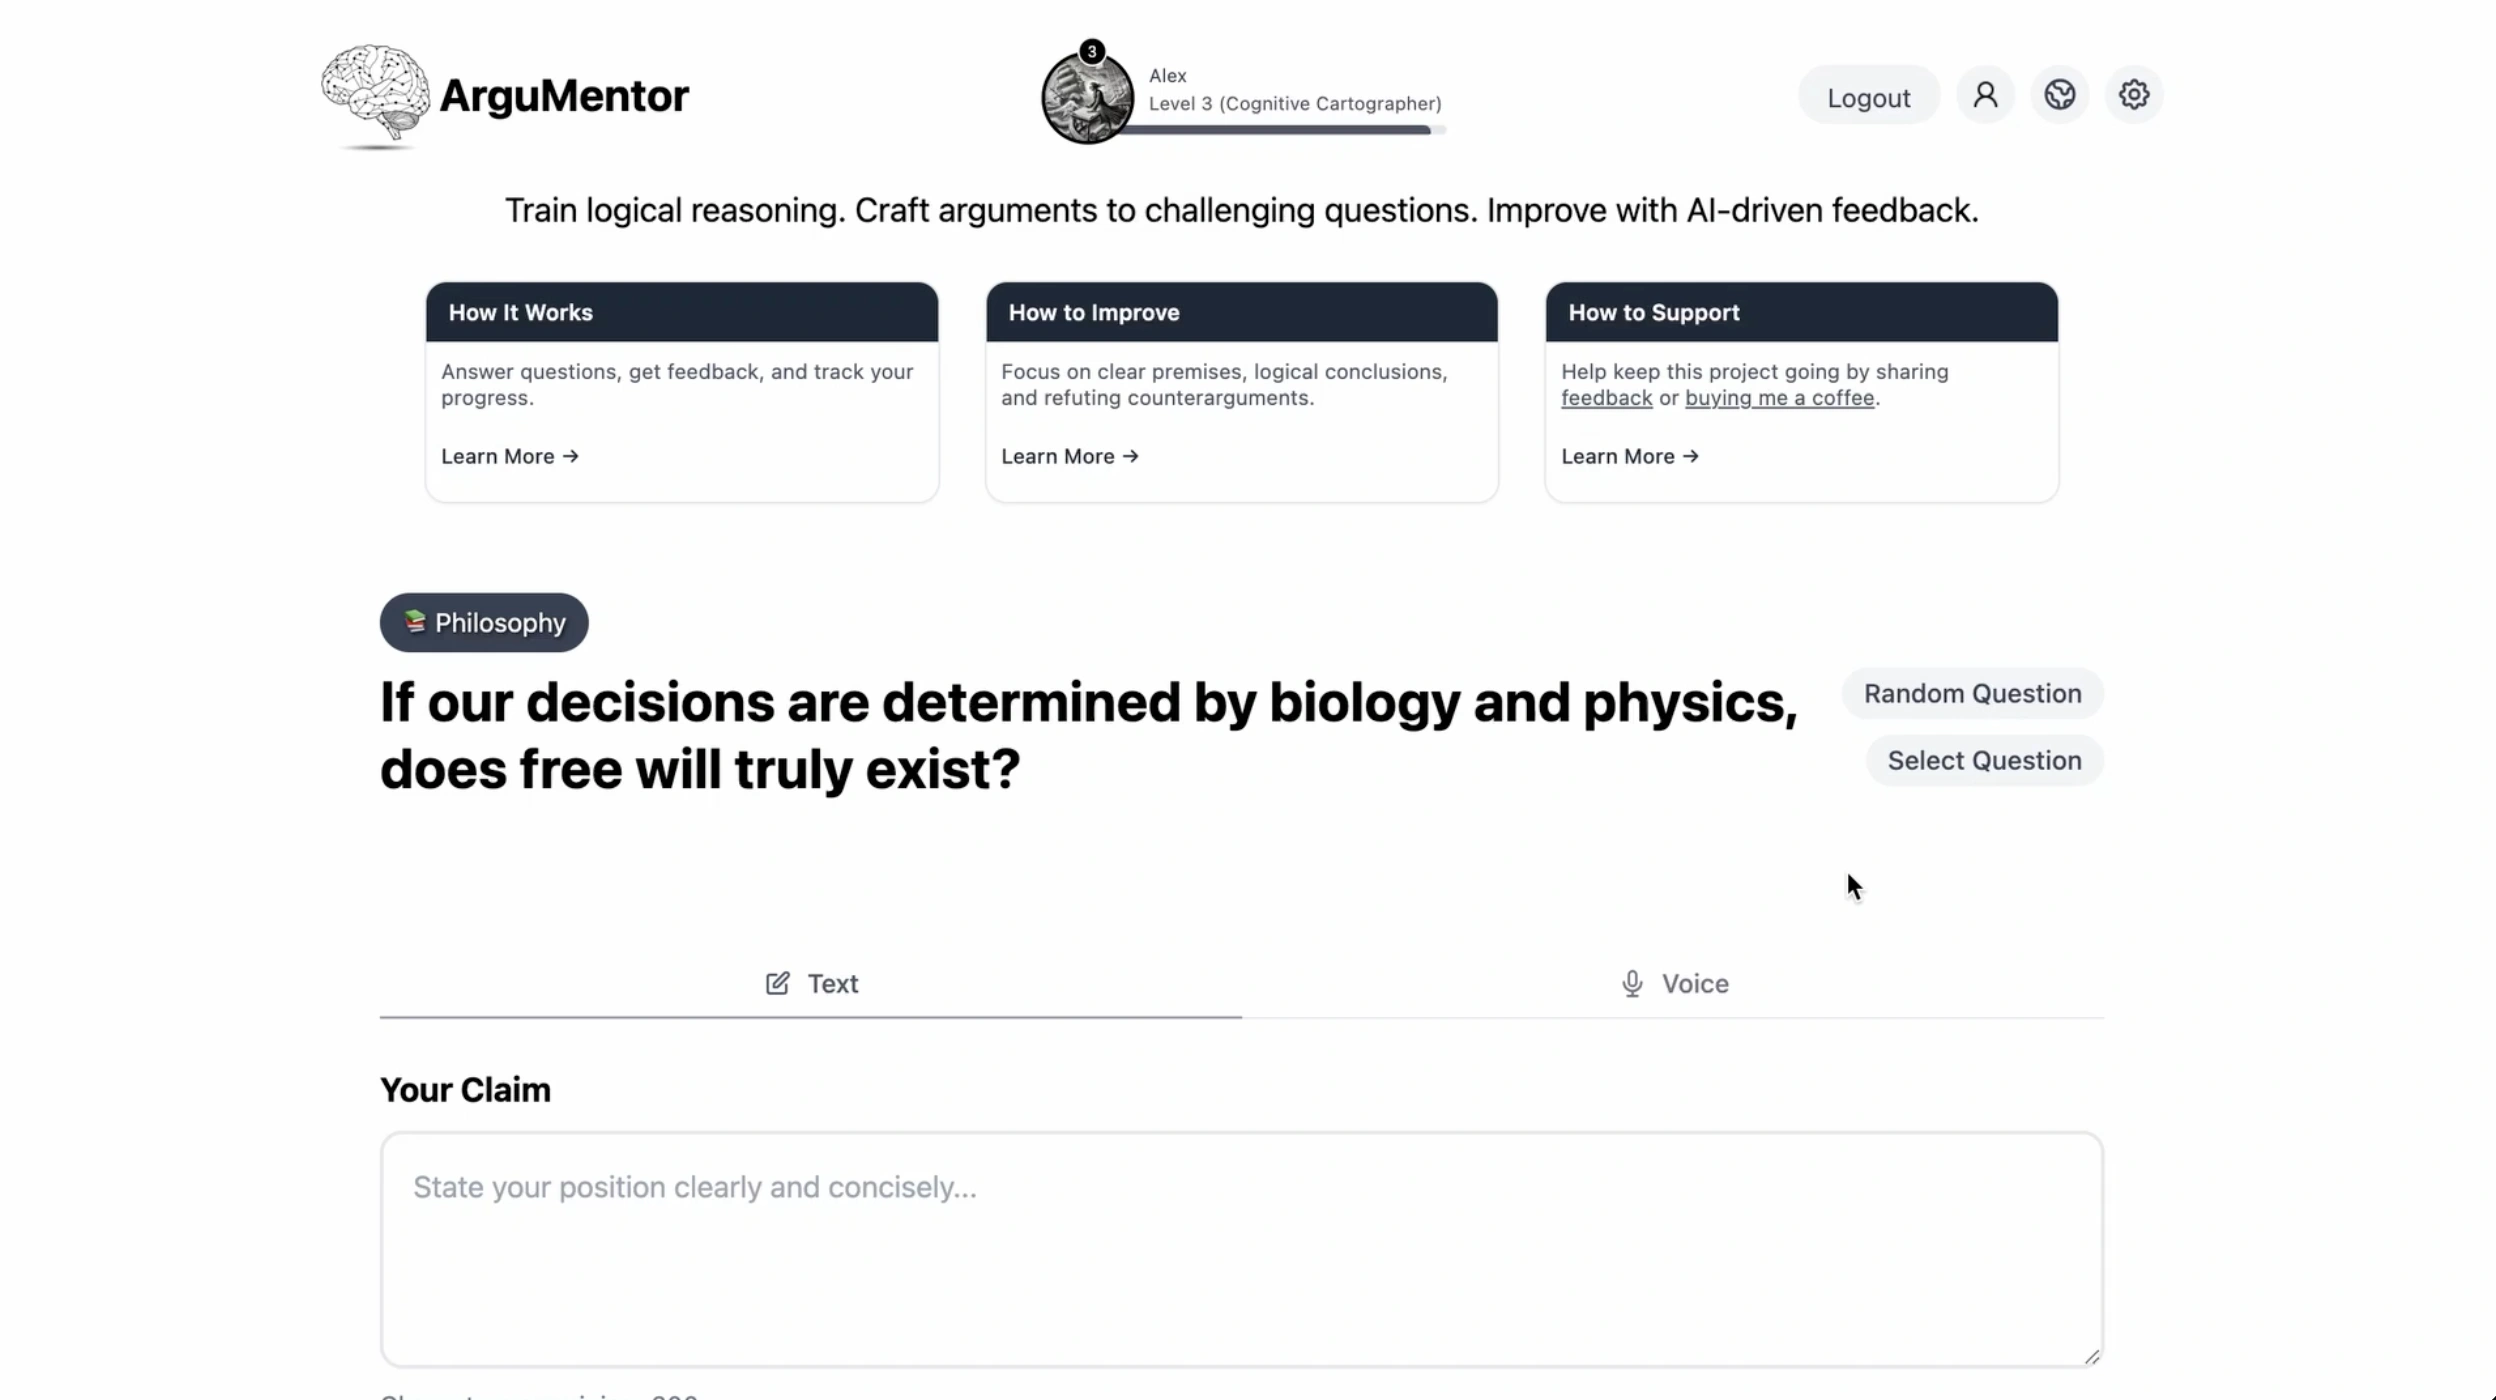 ArguMentor
3
Alex
Level 3 (Cognitive Cartographer)
Logout
Train logical reasoning. Craft arguments to challenging questions. Improve with AI-driven feedback.
How It Works
Answer questions, get feedback, and track your
progress.
Learn More →
How to Improve
Focus on clear premises, logical conclusions,
and refuting counterarguments.
Learn More →
How to Support
Help keep this project going by sharing
feedback or buying me a coffee.
Learn More →
Philosophy
If our decisions are determined by biology and physics,
does free will truly exist?
Random Question
Select Question
Text
Voice
Your Claim
State your position clearly and concisely...